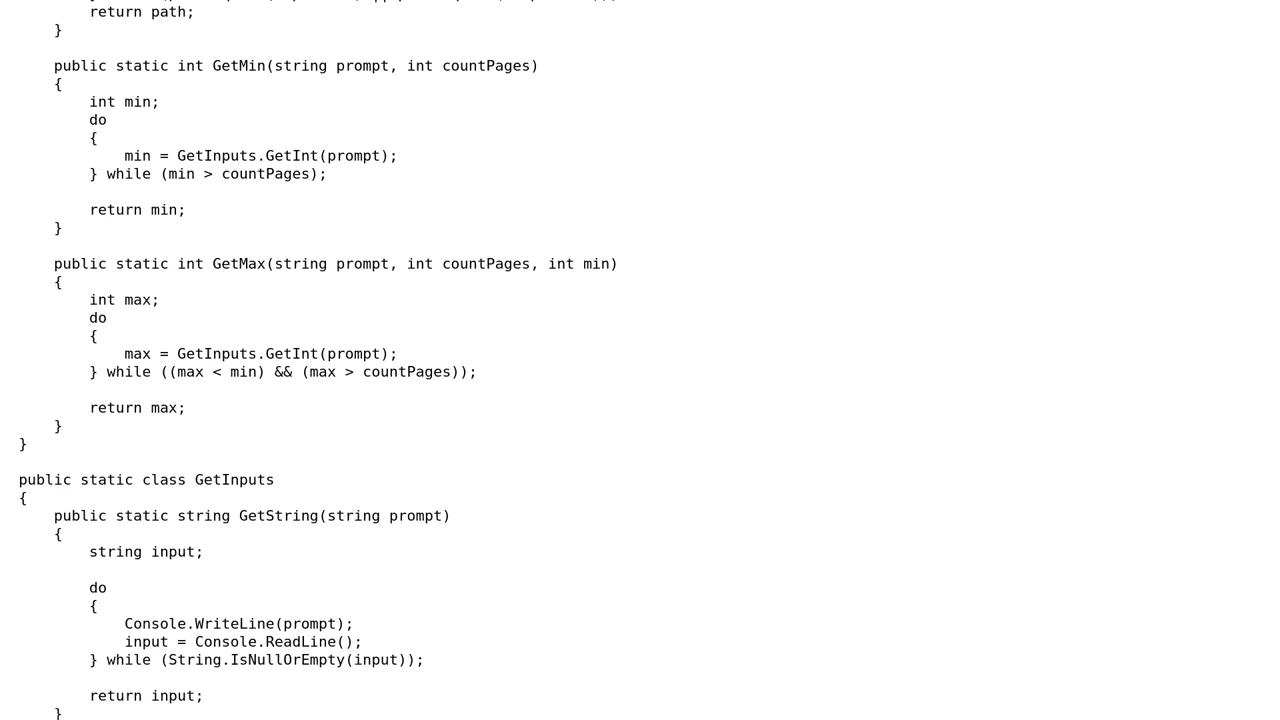 return path;
}
public static int GetMin(string prompt, int countPages)
{
int min;
do
{
min = GetInputs.GetInt(prompt);
} while (min > countPages);
return min;
}
public static int GetMax(string prompt, int countPages, int min)
{
int max;
do
{
max = GetInputs.GetInt(prompt);
} while ((max < min) && (max > countPages));
return max;
}
}
public static class GetInputs
{
public static string GetString(string prompt)
{
string input;
do
{
Console.WriteLine(prompt);
input = Console.ReadLine();
} while (String.IsNullOrEmpty(input));
return input;
}